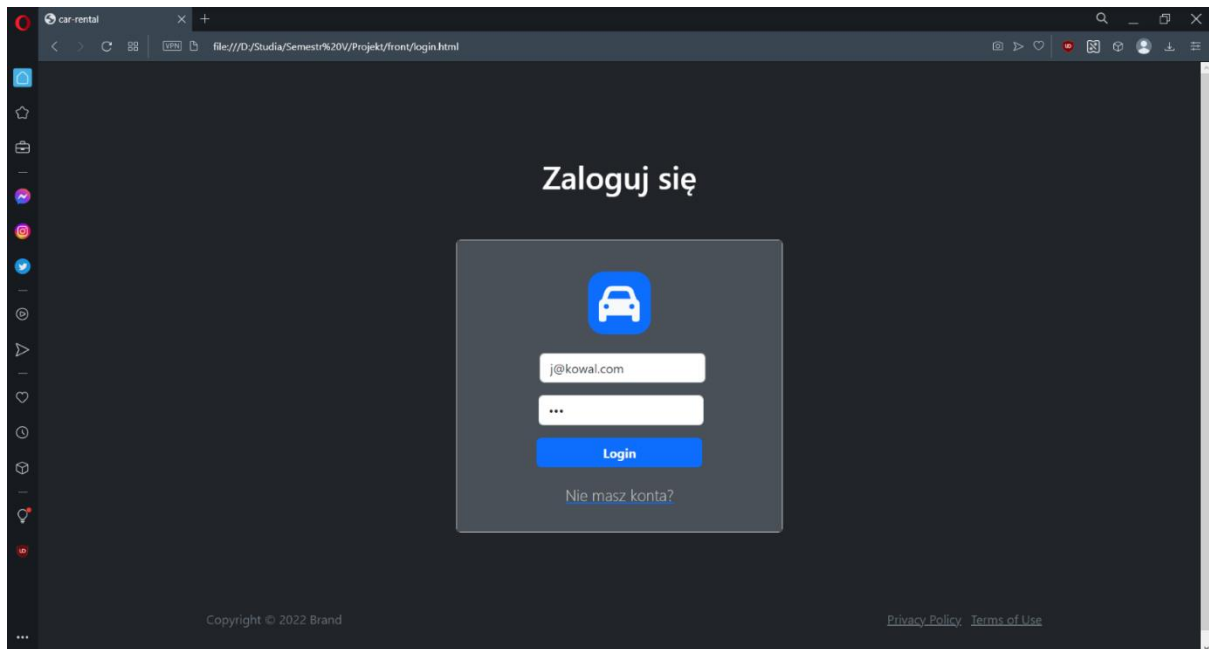 car-rental
VPN file:///D:/Studia/Semestr%20V/Projekt/front/login.html
Zaloguj się
j@kowal.com
•••
Login
Nie masz konta?
Copyright © 2022 Brand
Privacy Policy Terms of Use